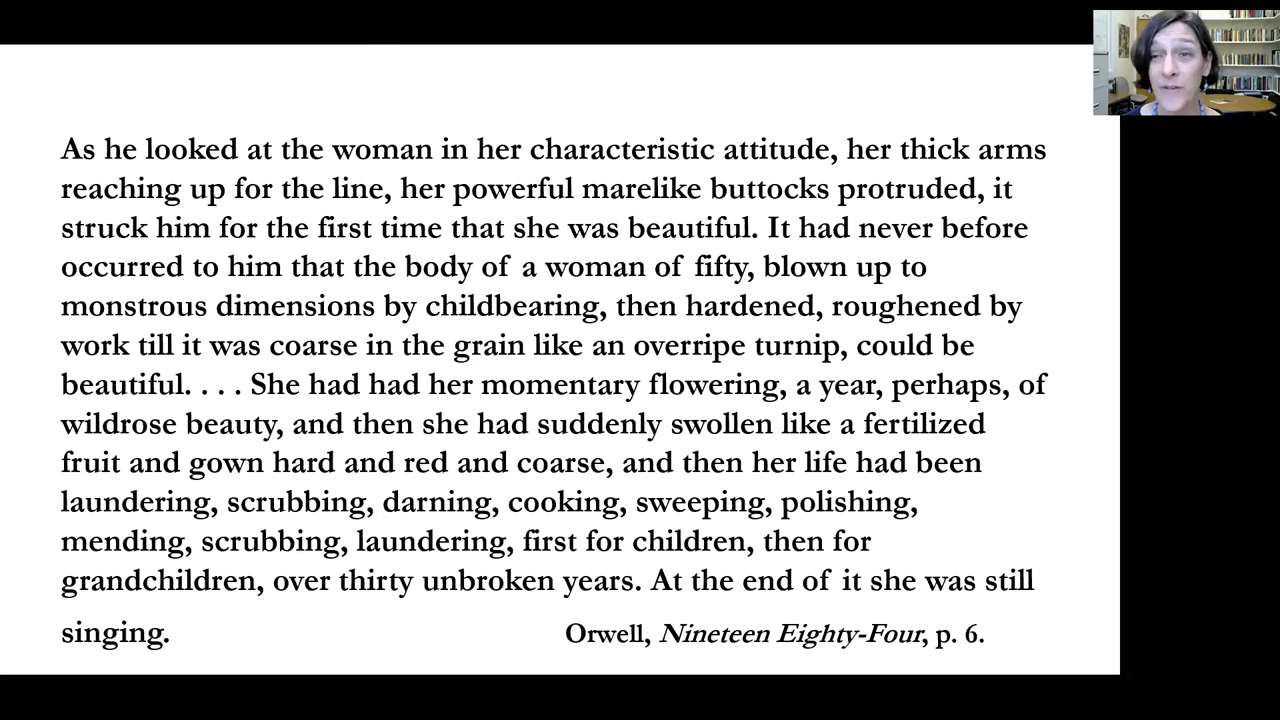 As he looked at the woman in her characteristic attitude, her thick arms
reaching up for the line, her powerful marelike buttocks protruded, it
struck him for the first time that she was beautiful. It had never before
occurred to him that the body of a woman of fifty, blown up to
monstrous dimensions by childbearing, then hardened, roughened by
work till it was coarse in the grain like an overripe turnip, could be
beautiful. . . . She had had her momentary flowering, a year, perhaps, of
wildrose beauty, and then she had suddenly swollen like a fertilized
fruit and gown hard and red and coarse, and then her life had been
laundering, scrubbing, darning, cooking, sweeping, polishing,
mending, scrubbing, laundering, first for children, then for
grandchildren, over thirty unbroken years. At the end of it she was still
singing.
Orwell, Nineteen Eighty-Four, p. 6.